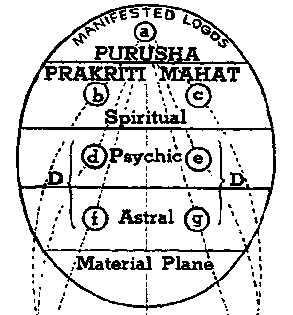 MANIFESTED LOGOS
a
PURUSHA
PRAKRITI MAHAT
b c
Spiritual
d Psychic e
D D
f Astral g
Material Plane